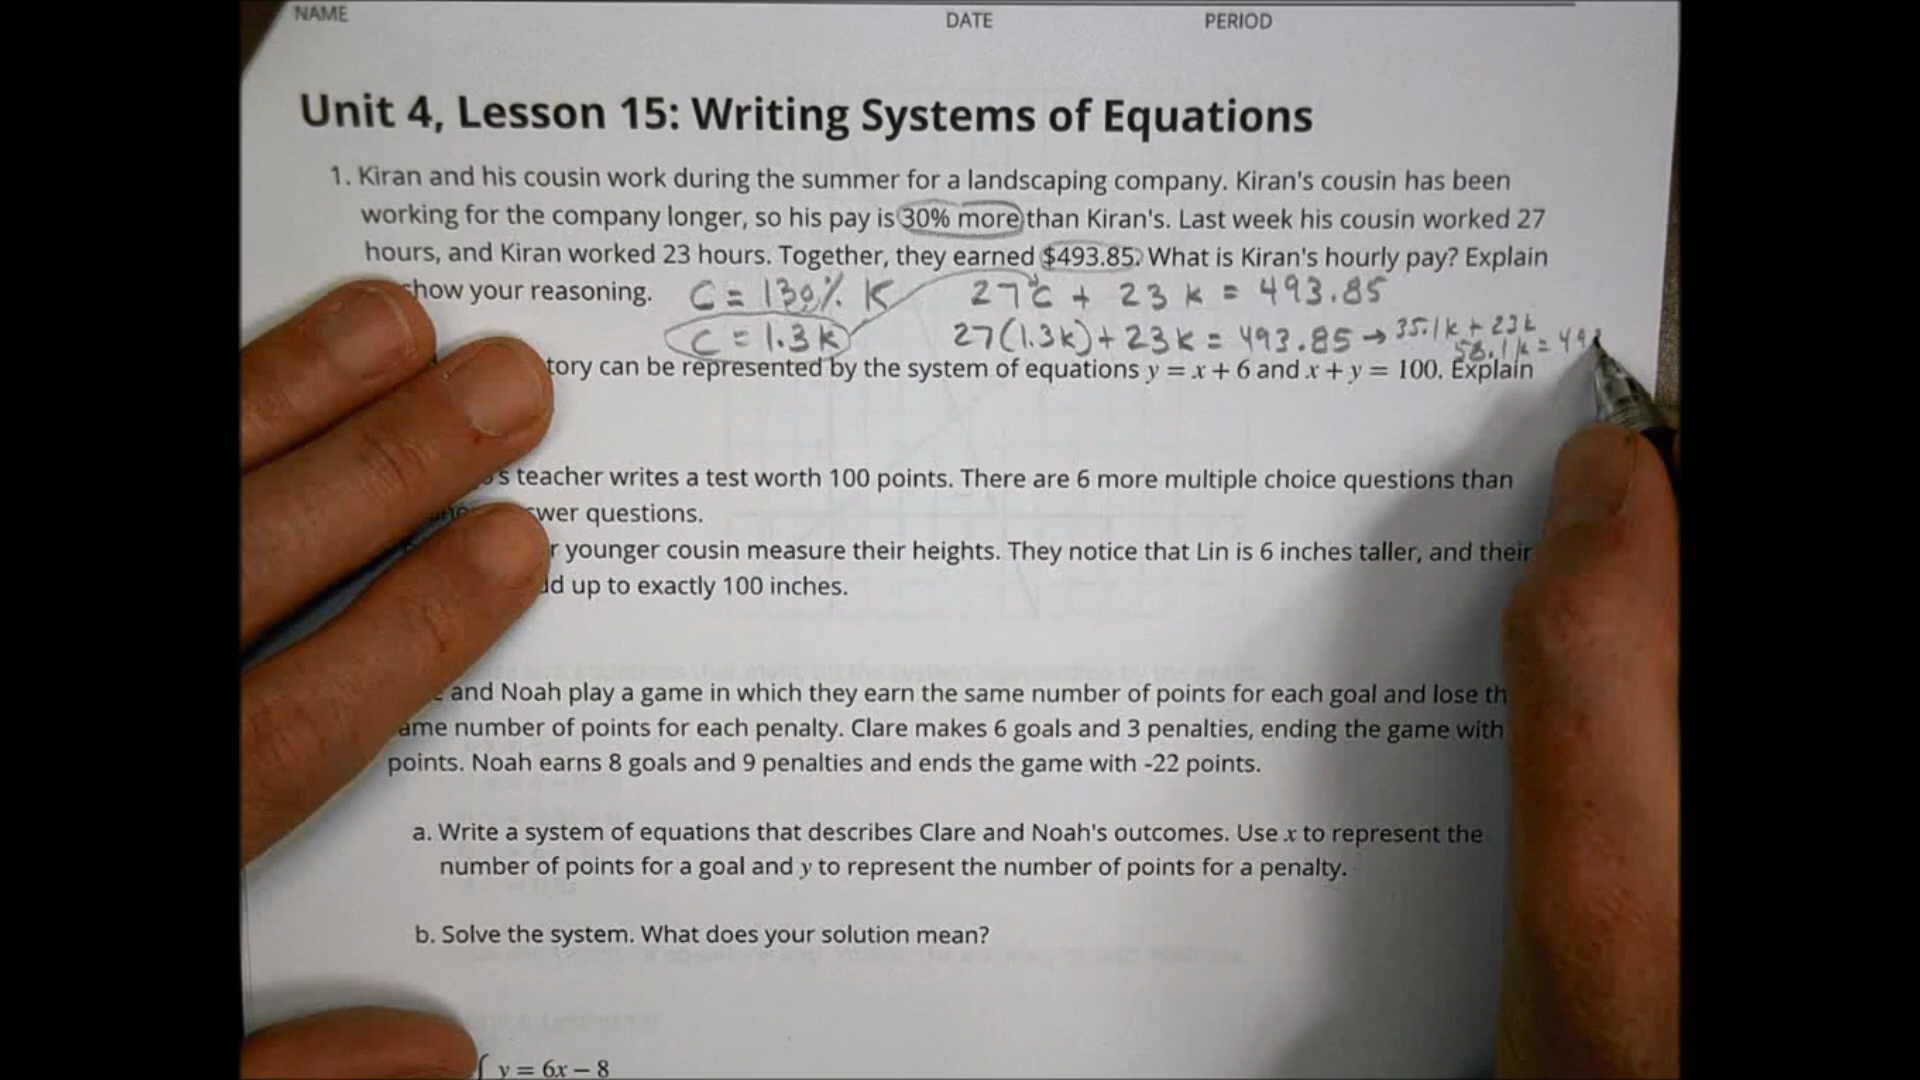 NAME DATE PERIOD
Unit 4, Lesson 15: Writing Systems of Equations
1. Kiran and his cousin work during the summer for a landscaping company. Kiran's cousin has been
working for the company longer, so his pay is 30% more than Kiran's. Last week his cousin worked 27
hours, and Kiran worked 23 hours. Together, they earned $493.85. What is Kiran's hourly pay? Explain
show your reasoning. C = 130% K 27C + 23k = 493.85
C = 1.3k 27(1.3k) + 23k = 493.85 → 35.1k + 23k
58.1k = 493
tory can be represented by the system of equations y = x + 6 and x + y = 100. Explain
's teacher writes a test worth 100 points. There are 6 more multiple choice questions than
wer questions.
r younger cousin measure their heights. They notice that Lin is 6 inches taller, and their
dd up to exactly 100 inches.
and Noah play a game in which they earn the same number of points for each goal and lose th
ame number of points for each penalty. Clare makes 6 goals and 3 penalties, ending the game with
points. Noah earns 8 goals and 9 penalties and ends the game with -22 points.
a. Write a system of equations that describes Clare and Noah's outcomes. Use x to represent the
number of points for a goal and y to represent the number of points for a penalty.
b. Solve the system. What does your solution mean?
y = 6x − 8